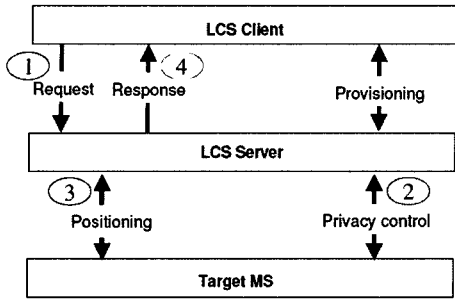 LCS Client
1
4
Request
Response
Provisioning
LCS Server
3
2
Positioning
Privacy control
Target MS